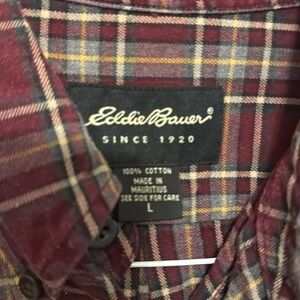 Eddie Bauer®
SINCE 1920
100% COTTON
MADE IN
MAURITIUS
SEE SIDE FOR CARE
L